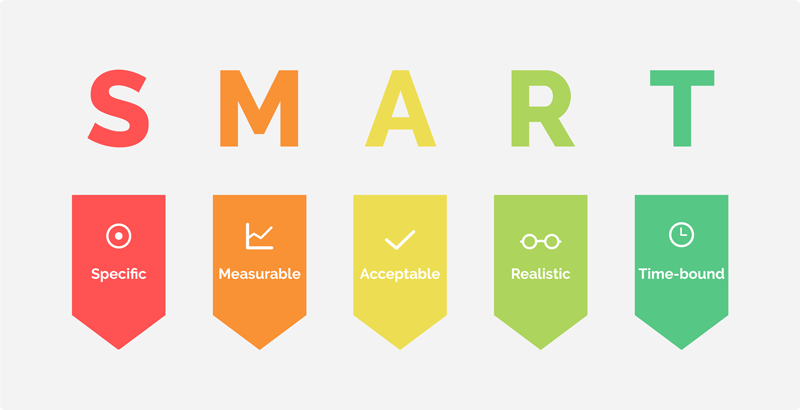 S M A R T
Specific
Measurable
Acceptable
Realistic
Time-bound